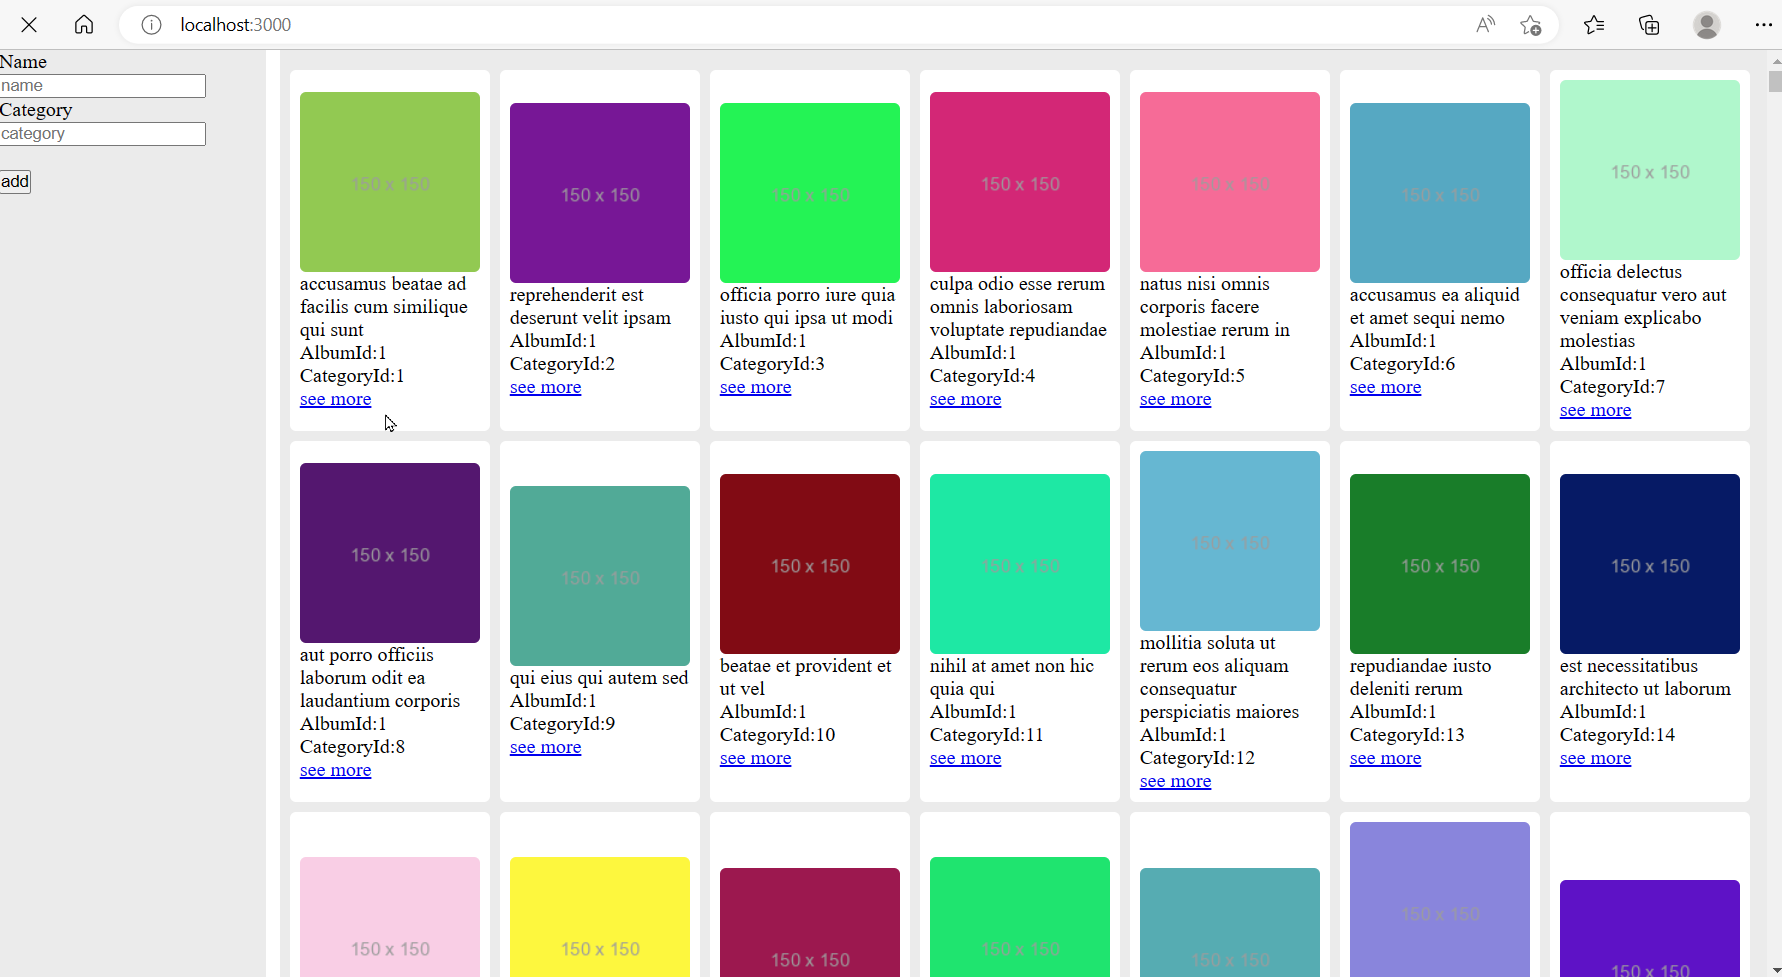 localhost:3000
Name
name
Category
category
add
150 x 150
accusamus beatae ad
facilis cum similique
qui sunt
AlbumId:1
CategoryId:1
see more
150 x 150
reprehenderit est
deserunt velit ipsam
AlbumId:1
CategoryId:2
see more
150 x 150
officia porro iure quia
iusto qui ipsa ut modi
AlbumId:1
CategoryId:3
see more
150 x 150
culpa odio esse rerum
omnis laboriosam
voluptate repudiandae
AlbumId:1
CategoryId:4
see more
150 x 150
natus nisi omnis
corporis facere
molestiae rerum in
AlbumId:1
CategoryId:5
see more
150 x 150
accusamus ea aliquid
et amet sequi nemo
AlbumId:1
CategoryId:6
see more
150 x 150
officia delectus
consequatur vero aut
veniam explicabo
molestias
AlbumId:1
CategoryId:7
see more
150 x 150
aut porro officiis
laborum odit ea
laudantium corporis
AlbumId:1
CategoryId:8
see more
150 x 150
qui eius qui autem sed
AlbumId:1
CategoryId:9
see more
150 x 150
beatae et provident et
ut vel
AlbumId:1
CategoryId:10
see more
150 x 150
nihil at amet non hic
quia qui
AlbumId:1
CategoryId:11
see more
150 x 150
mollitia soluta ut
rerum eos aliquam
consequatur
perspiciatis maiores
AlbumId:1
CategoryId:12
see more
150 x 150
repudiandae iusto
deleniti rerum
AlbumId:1
CategoryId:13
see more
150 x 150
est necessitatibus
architecto ut laborum
AlbumId:1
CategoryId:14
see more
150 x 150
150 x 150
150 x 150
150 x 150
150 x 150
150 x 150
150 x 150